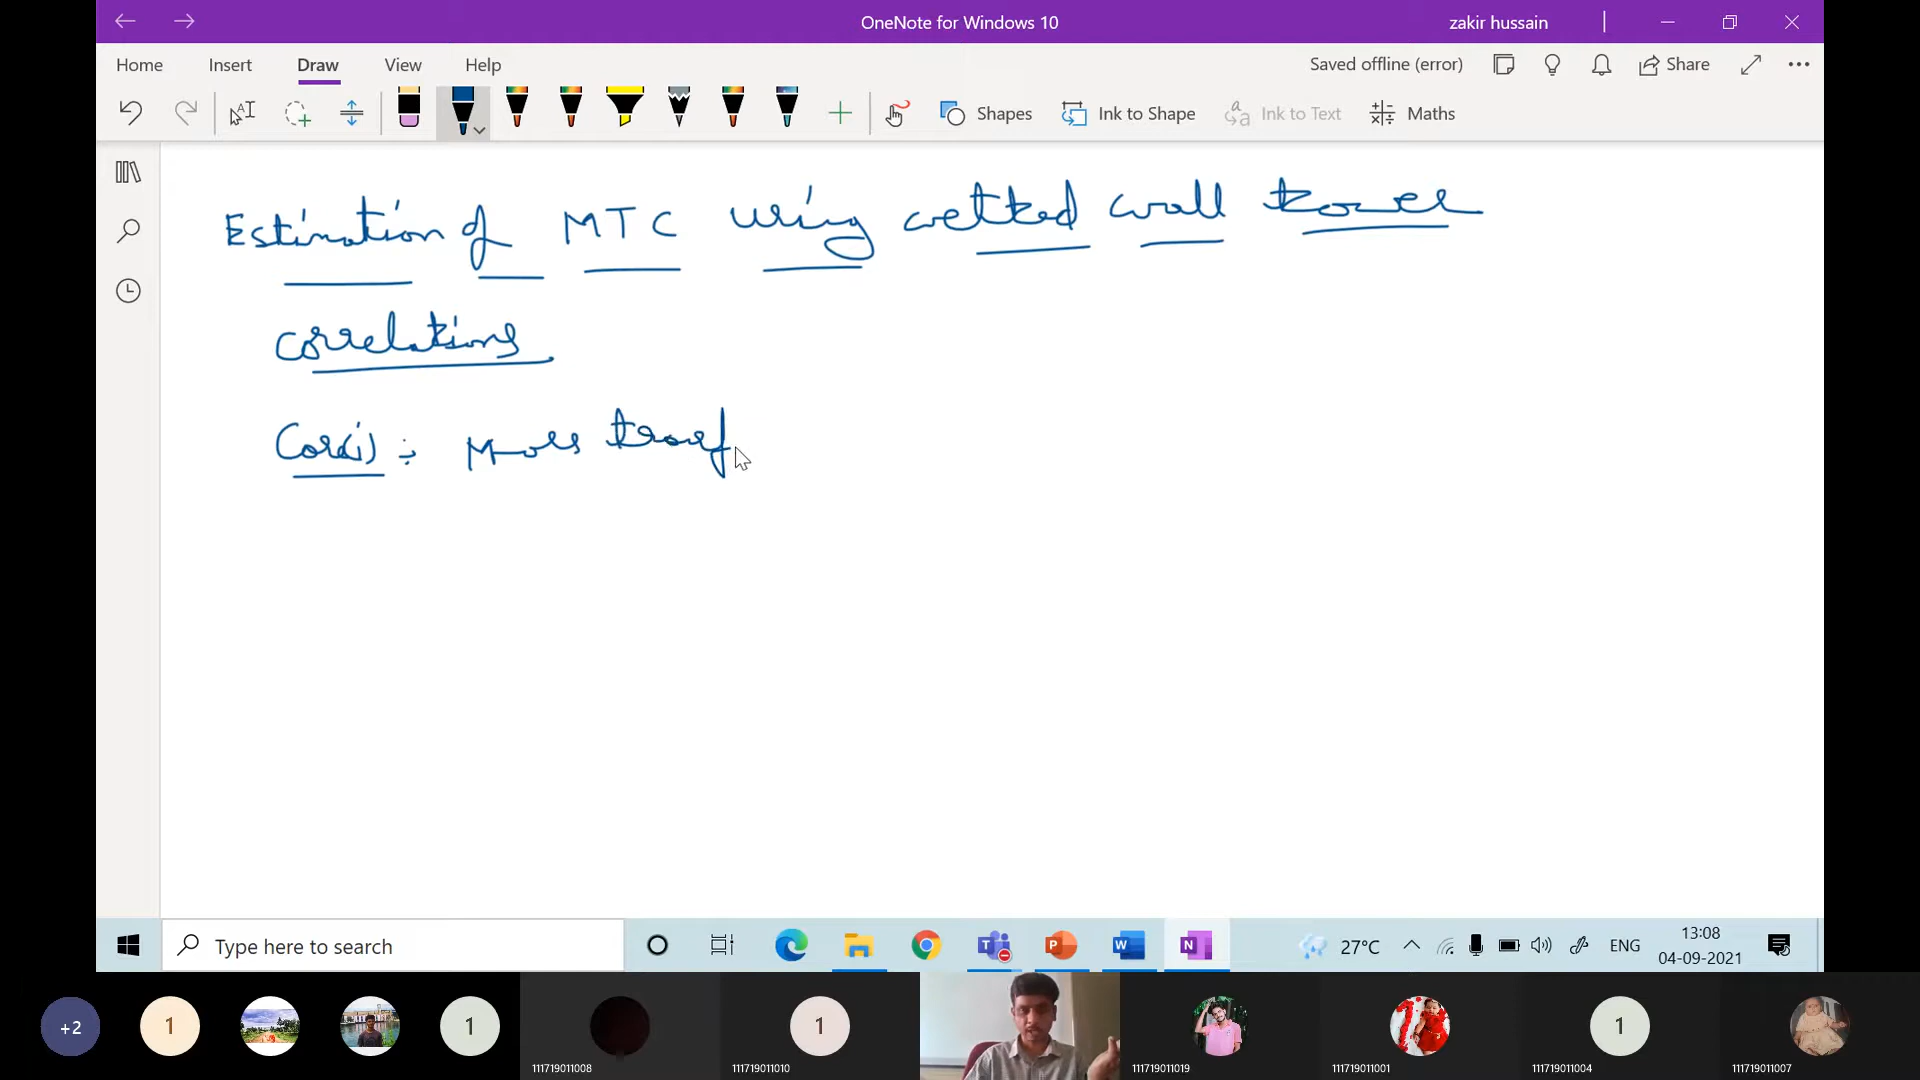 OneNote for Windows 10
zakir hussain
Home Insert Draw View Help
Saved offline (error)
Share
Shapes
Ink to Shape
Ink to Text
Maths
Estimation of MTC using wetted wall tower
correlations
Case(i) : Mass transf
Type here to search
27°C
ENG
13:08
04-09-2021
+2
1
1
111719011008
1
111719011010
111719011019
111719011001
1
111719011004
111719011007